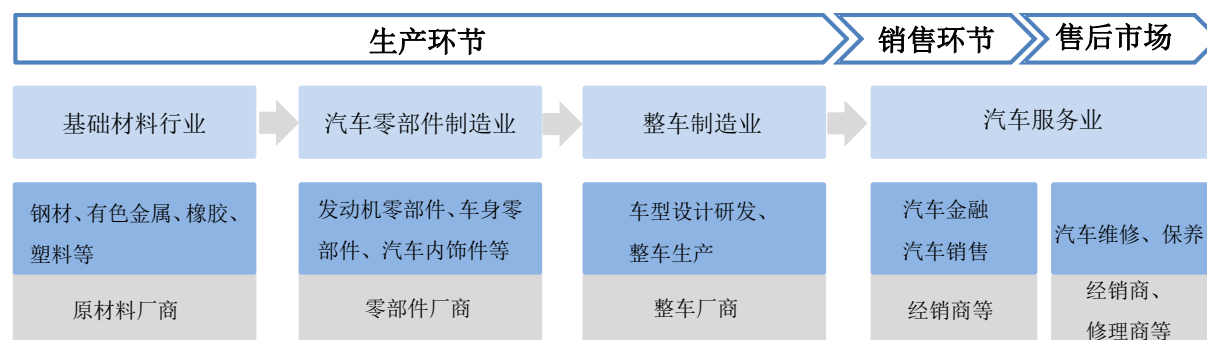 生产环节
销售环节
售后市场
基础材料行业
汽车零部件制造业
整车制造业
汽车服务业
钢材、有色金属、橡胶、
塑料等
发动机零部件、车身零
部件、汽车内饰件等
车型设计研发、
整车生产
汽车金融
汽车销售
汽车维修、保养
原材料厂商
零部件厂商
整车厂商
经销商等
经销商、
修理商等